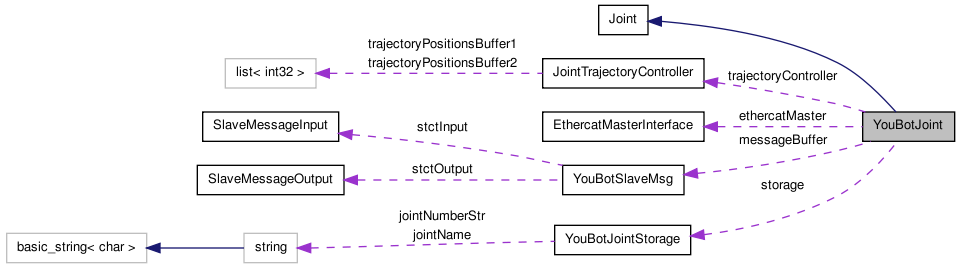 Joint
trajectoryPositionsBuffer1
trajectoryPositionsBuffer2
list< int32 >
JointTrajectoryController
trajectoryController
SlaveMessageInput
stctInput
EthercatMasterInterface
ethercatMaster
YouBotJoint
messageBuffer
SlaveMessageOutput
stctOutput
YouBotSlaveMsg
storage
jointNumberStr
jointName
basic_string< char >
string
YouBotJointStorage